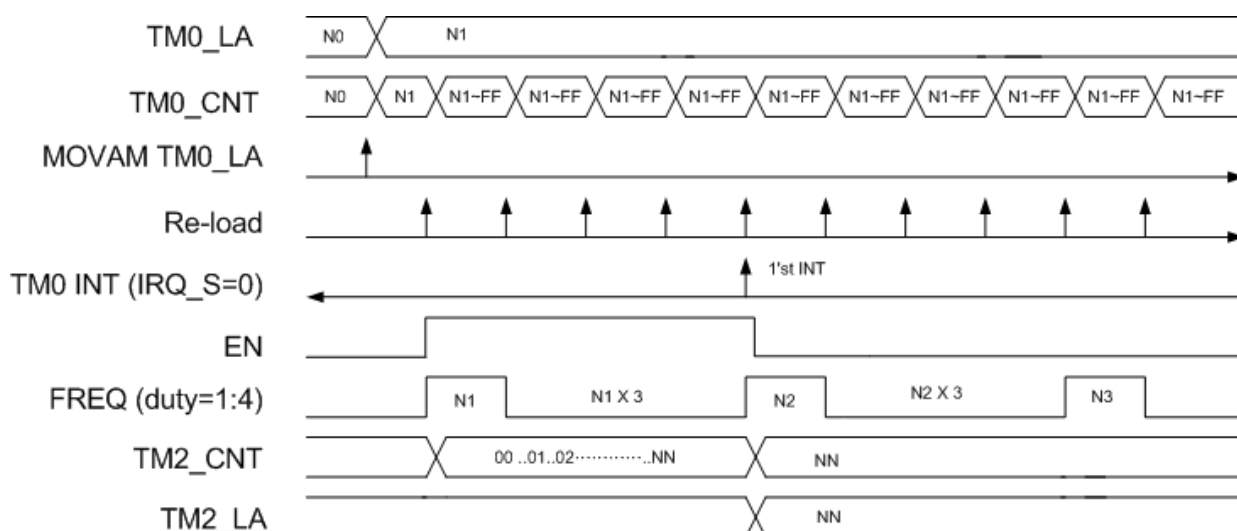 TM0_LA N0 N1
TM0_CNT N0 N1 N1~FF N1~FF N1~FF N1~FF N1~FF N1~FF N1~FF N1~FF N1~FF N1~FF
MOVAM TM0_LA
Re-load
TM0 INT (IRQ_S=0) 1'st INT
EN
FREQ (duty=1:4) N1 N1 X 3 N2 N2 X 3 N3
TM2_CNT 00 ..01..02·············..NN NN
TM2_LA NN